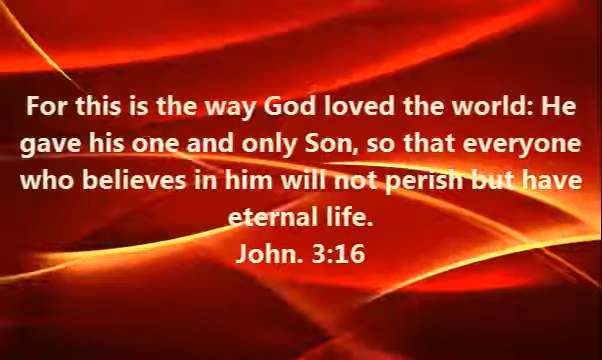 For this is the way God loved the world: He
gave his one and only Son, so that everyone
who believes in him will not perish but have
eternal life.
John. 3:16